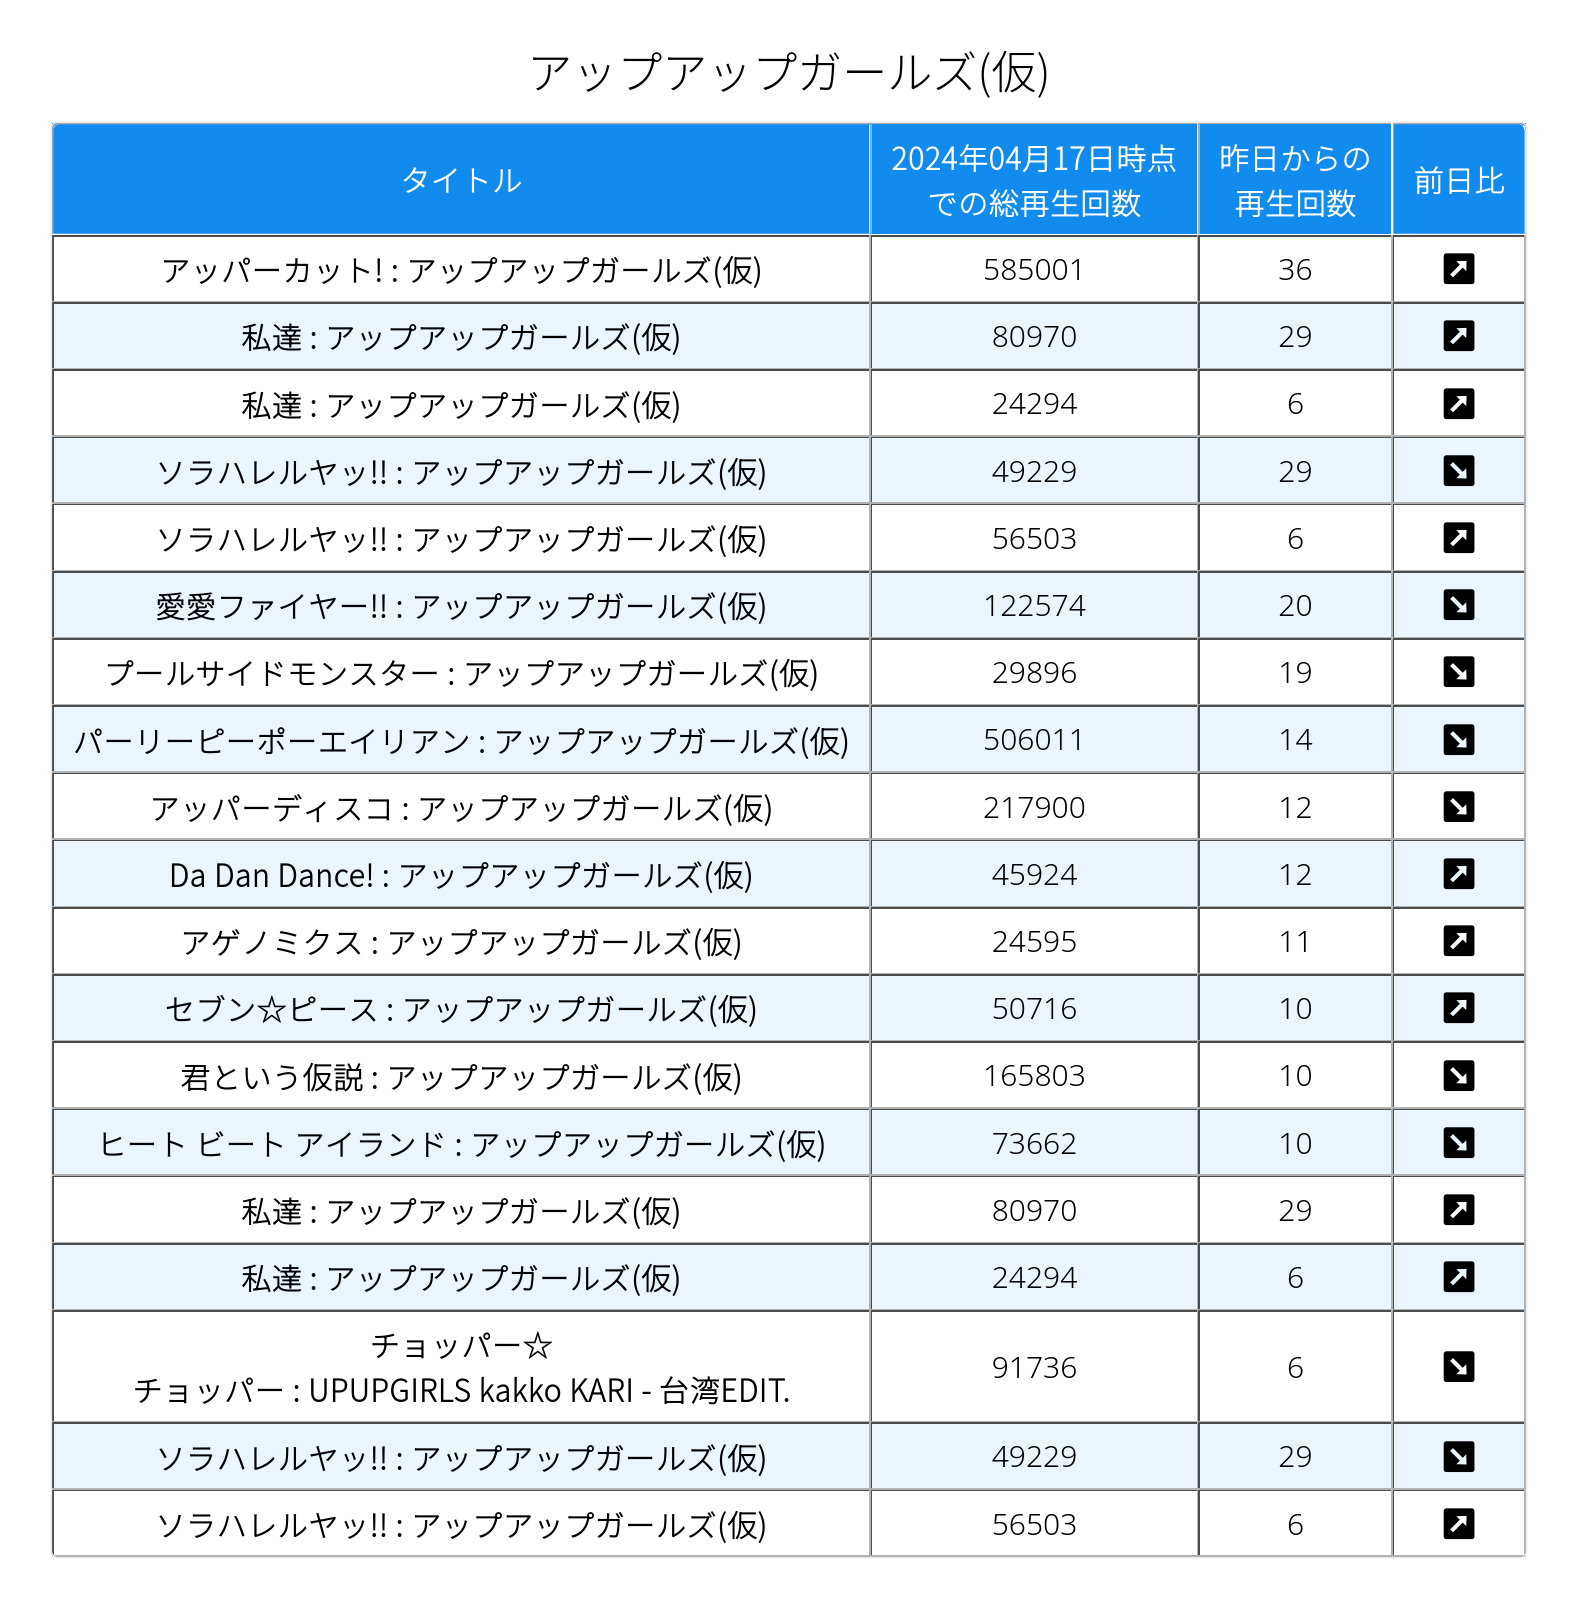 アップアップガールズ(仮)
タイトル 2024年04月17日時点での総再生回数 昨日からの再生回数 前日比
アッパーカット! : アップアップガールズ(仮) 585001 36 ↗
私達 : アップアップガールズ(仮) 80970 29 ↗
私達 : アップアップガールズ(仮) 24294 6 ↗
ソラハレルヤッ!! : アップアップガールズ(仮) 49229 29 ↘
ソラハレルヤッ!! : アップアップガールズ(仮) 56503 6 ↗
愛愛ファイヤー!! : アップアップガールズ(仮) 122574 20 ↘
プールサイドモンスター : アップアップガールズ(仮) 29896 19 ↘
パーリーピーポーエイリアン : アップアップガールズ(仮) 506011 14 ↘
アッパーディスコ : アップアップガールズ(仮) 217900 12 ↘
Da Dan Dance! : アップアップガールズ(仮) 45924 12 ↗
アゲノミクス : アップアップガールズ(仮) 24595 11 ↗
セブン☆ピース : アップアップガールズ(仮) 50716 10 ↗
君という仮説 : アップアップガールズ(仮) 165803 10 ↘
ヒート ビート アイランド : アップアップガールズ(仮) 73662 10 ↘
私達 : アップアップガールズ(仮) 80970 29 ↗
私達 : アップアップガールズ(仮) 24294 6 ↗
チョッパー☆
チョッパー : UPUPGIRLS kakko KARI - 台湾EDIT. 91736 6 ↘
ソラハレルヤッ!! : アップアップガールズ(仮) 49229 29 ↘
ソラハレルヤッ!! : アップアップガールズ(仮) 56503 6 ↗